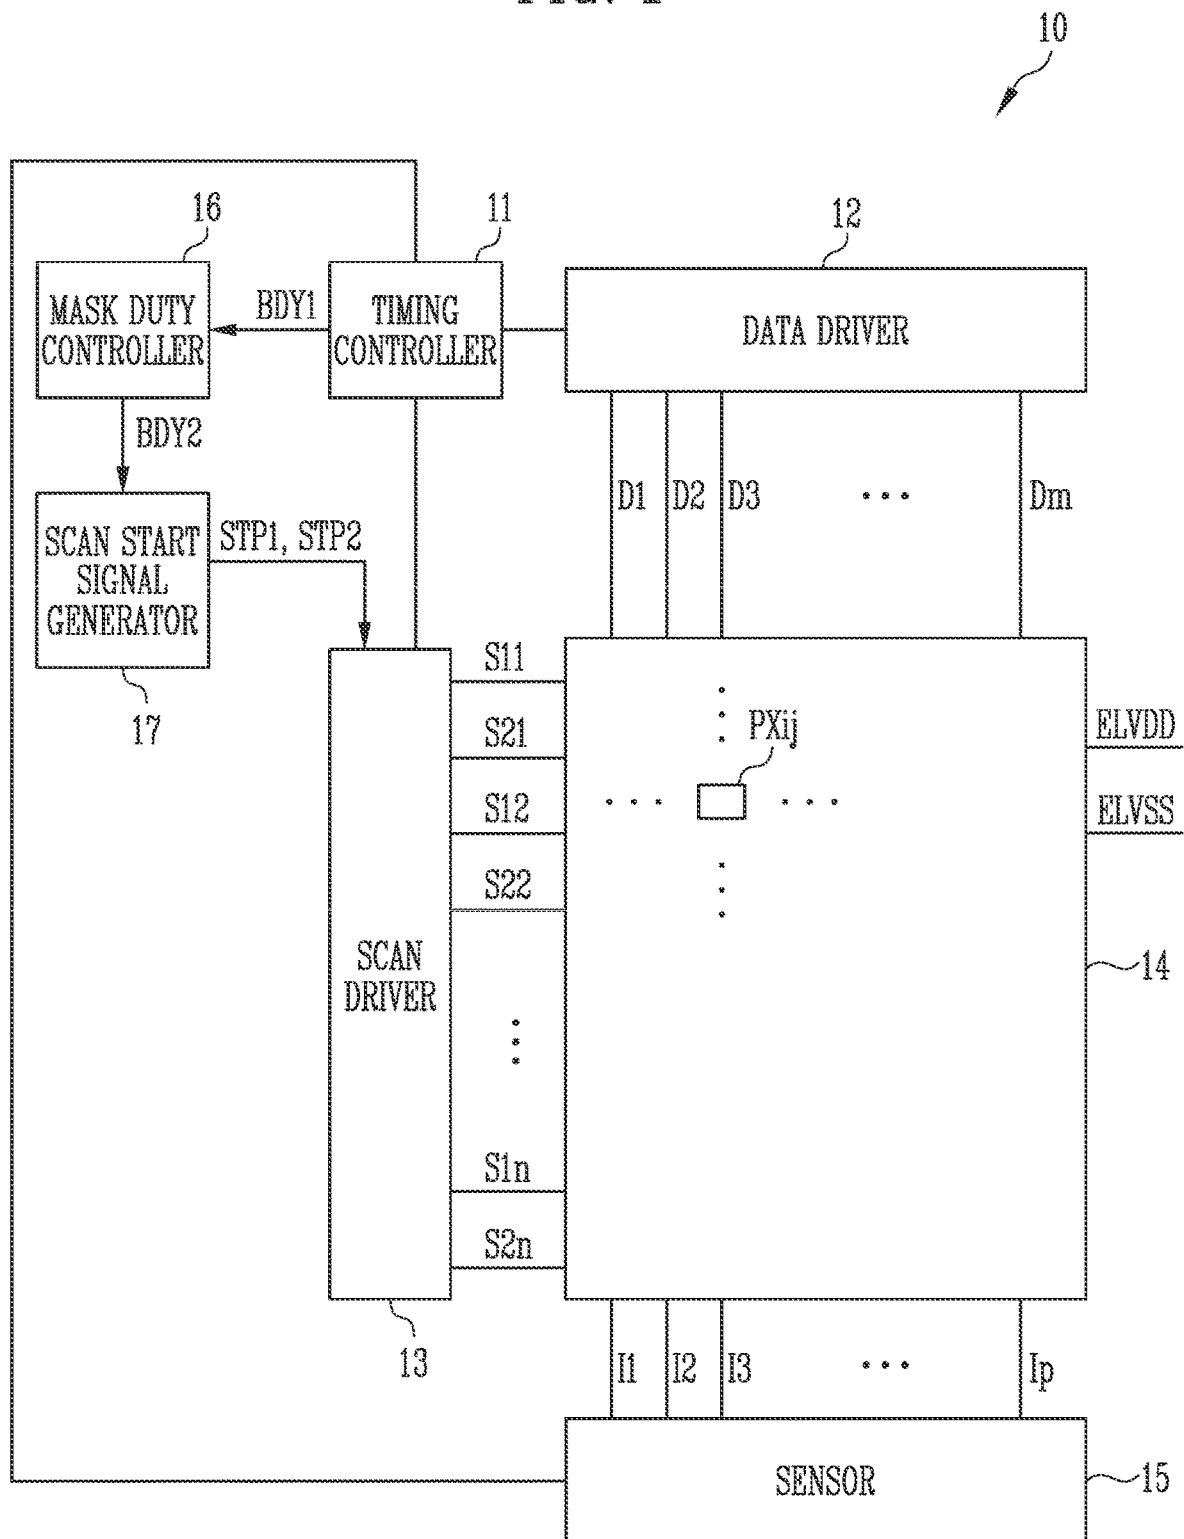 10
16
11
12
MASK DUTY
CONTROLLER
BDY1
TIMING
CONTROLLER
DATA DRIVER
BDY2
D1
D2
D3
Dm
SCAN START
SIGNAL
GENERATOR
STP1, STP2
17
S11
S21
S12
S22
PXij
ELVDD
ELVSS
SCAN
DRIVER
14
S1n
S2n
13
I1
I2
I3
Ip
SENSOR
15